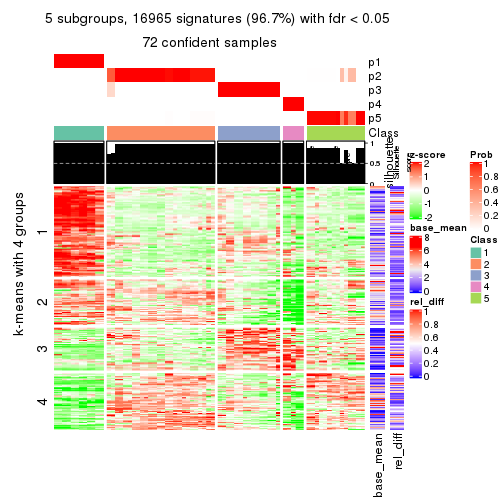 5 subgroups, 16965 signatures (96.7%) with fdr < 0.05
72 confident samples
p1
p2
p3
p4
p5
Class
1
0.5
0
silhouette
Silhouette
score
k-means with 4 groups
1
2
3
4
base_mean
rel_diff
z-score
2
1
0
-1
-2
base_mean
8
6
4
2
0
rel_diff
1
0.8
0.6
0.4
0.2
0
Prob
1
0.8
0.6
0.4
0.2
0
Class
1
2
3
4
5